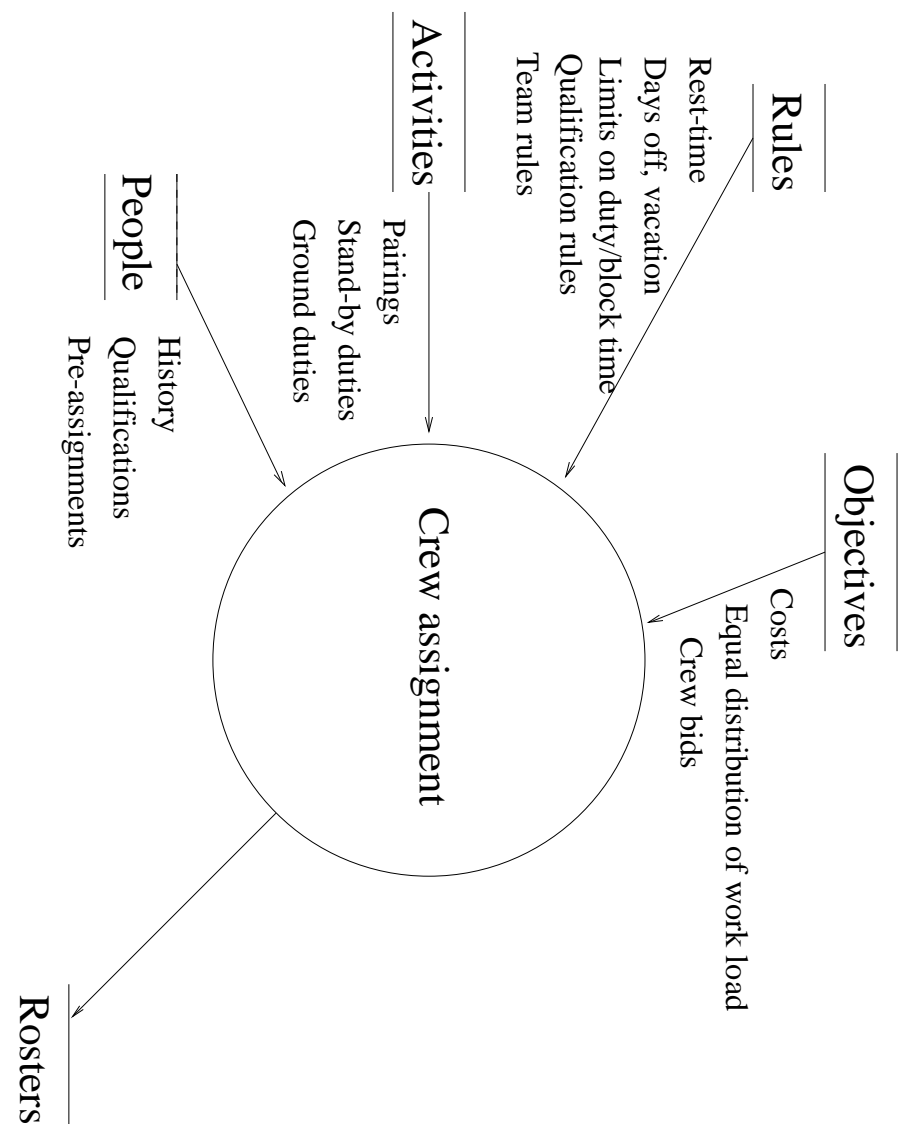 Objectives
Costs
Equal distribution of work load
Crew bids
Rules
Rest-time
Days off, vacation
Limits on duty/block time
Qualification rules
Team rules
Activities
Pairings
Stand-by duties
Ground duties
Crew assignment
People
History
Qualifications
Pre-assignments
Rosters